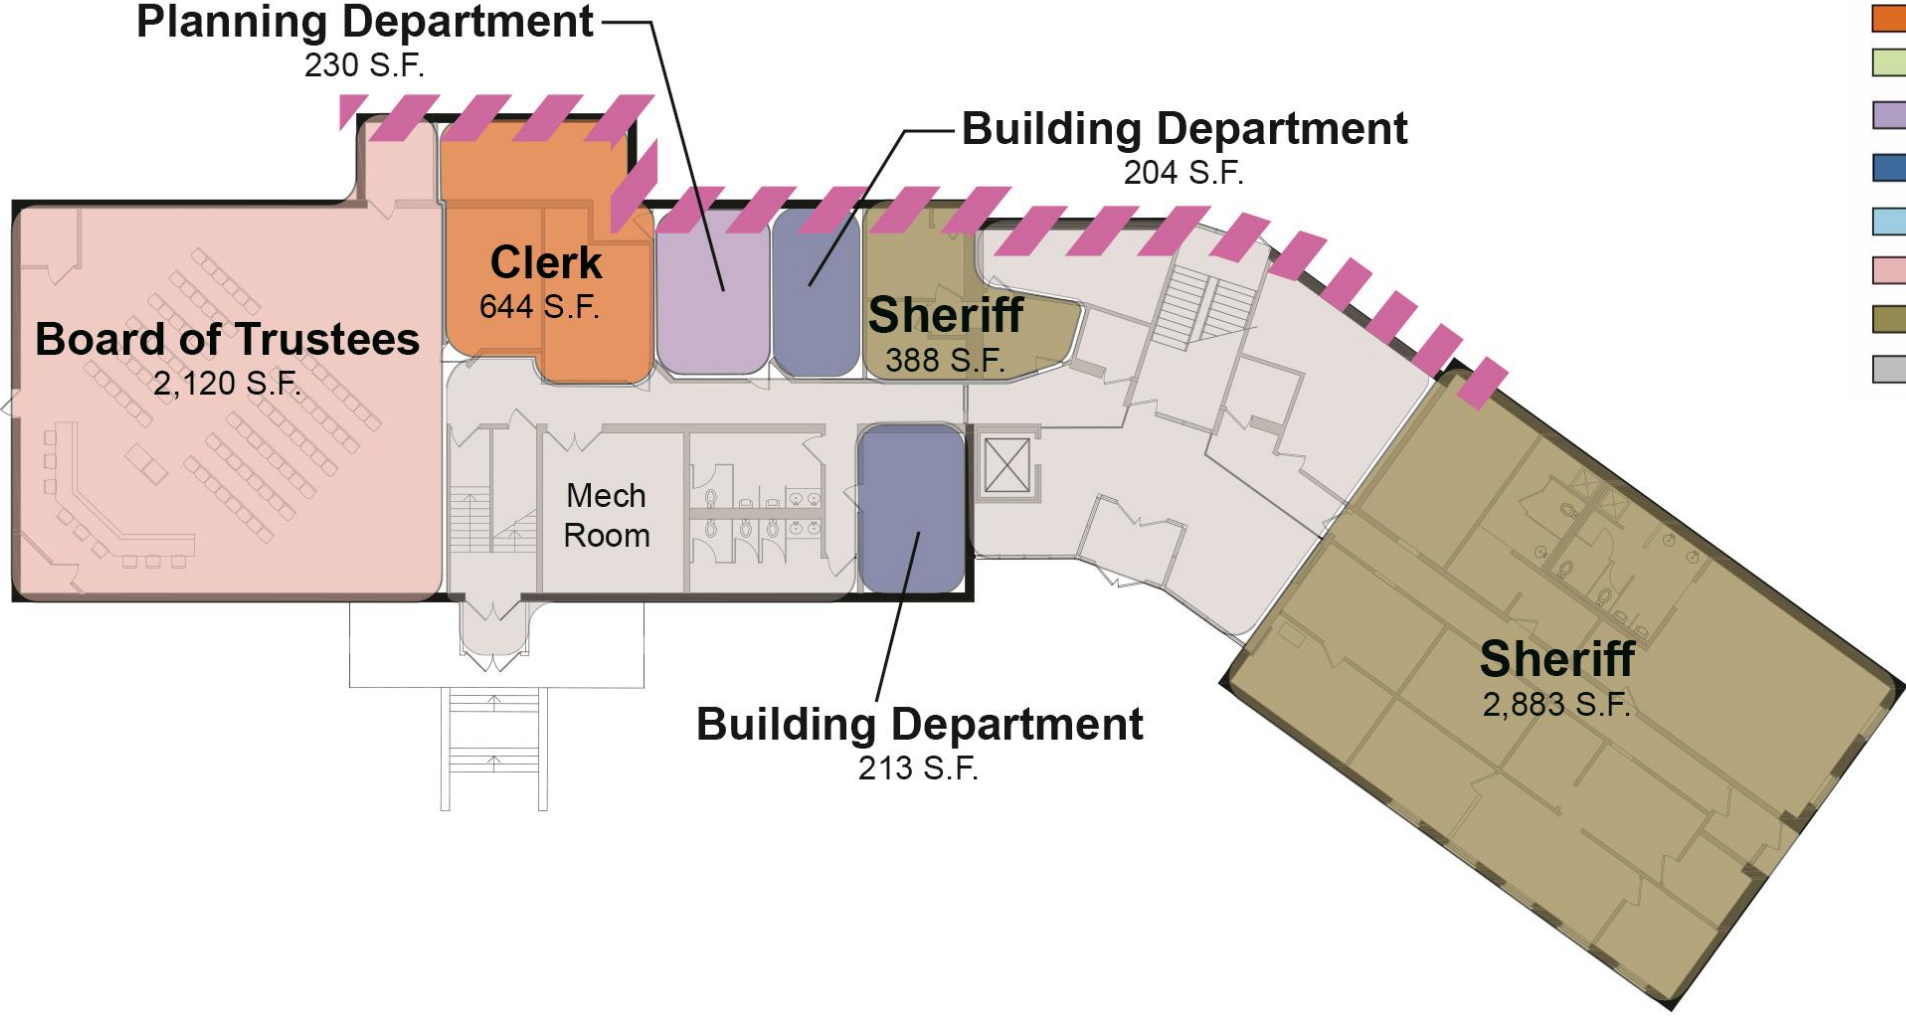 Planning Department
230 S.F.
Building Department
204 S.F.
Clerk
644 S.F.
Sheriff
388 S.F.
Board of Trustees
2,120 S.F.
Mech
Room
Sheriff
2,883 S.F.
Building Department
213 S.F.